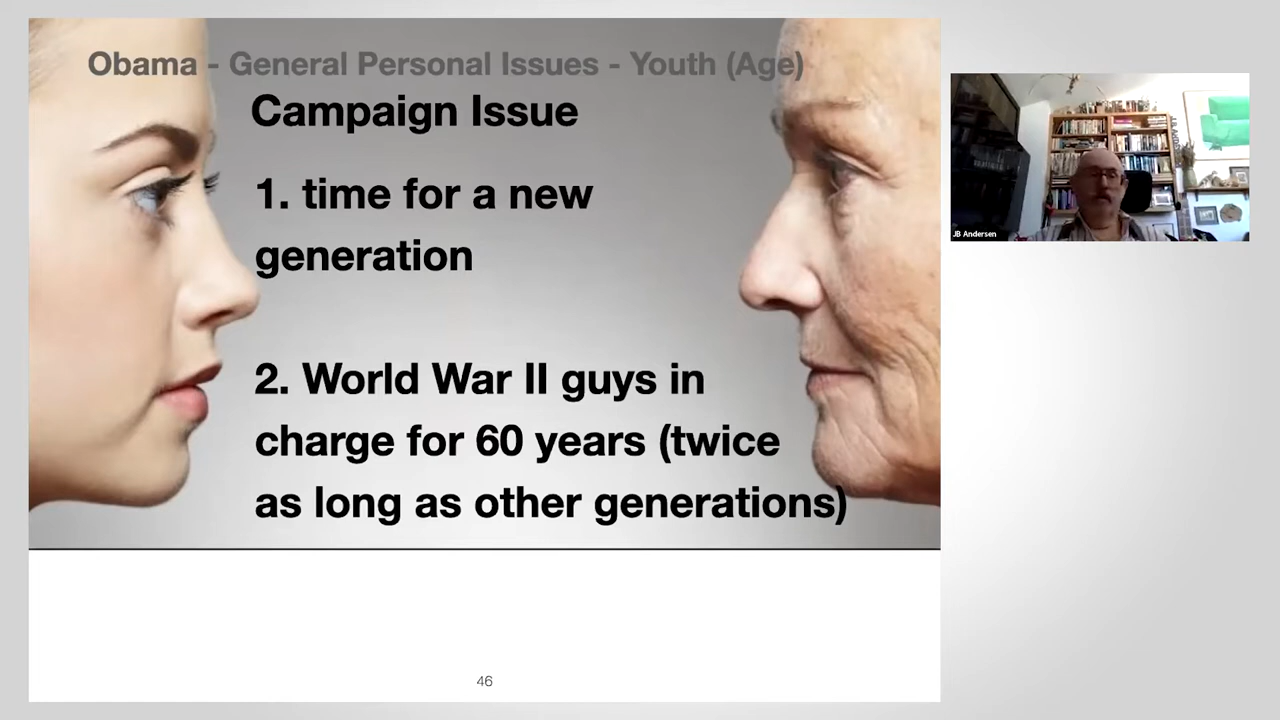 Obama - General Personal Issues - Youth (Age)
Campaign Issue
1. time for a new
generation
2. World War II guys in
charge for 60 years (twice
as long as other generations)
46
JB Andersen